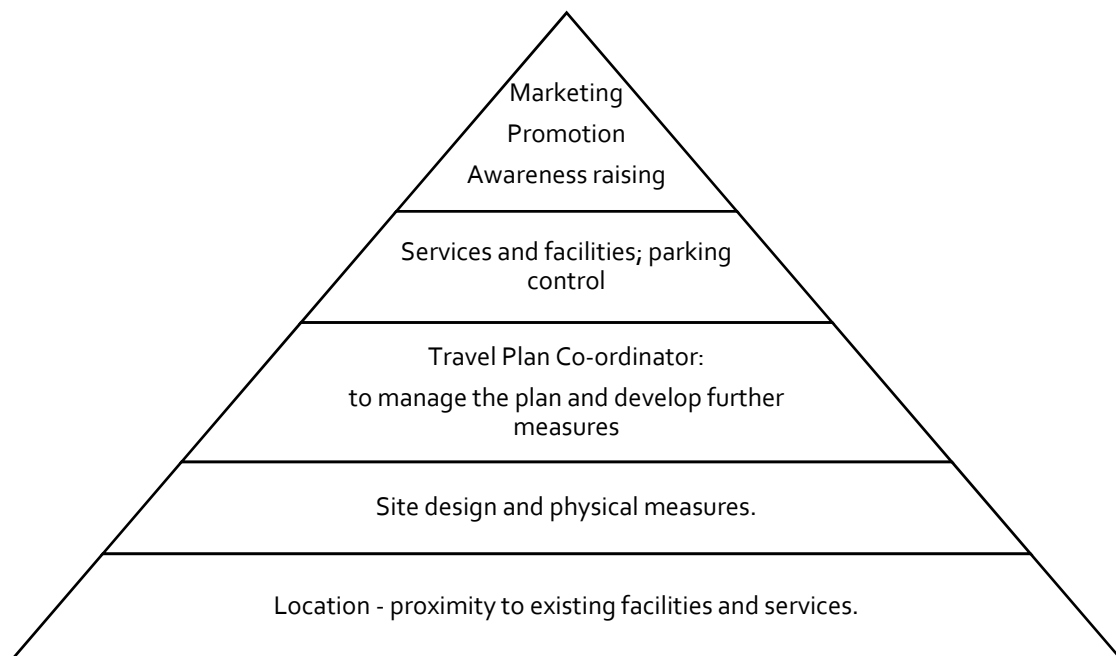 Marketing
Promotion
Awareness raising
Services and facilities; parking
control
Travel Plan Co-ordinator:
to manage the plan and develop further
measures
Site design and physical measures.
Location - proximity to existing facilities and services.